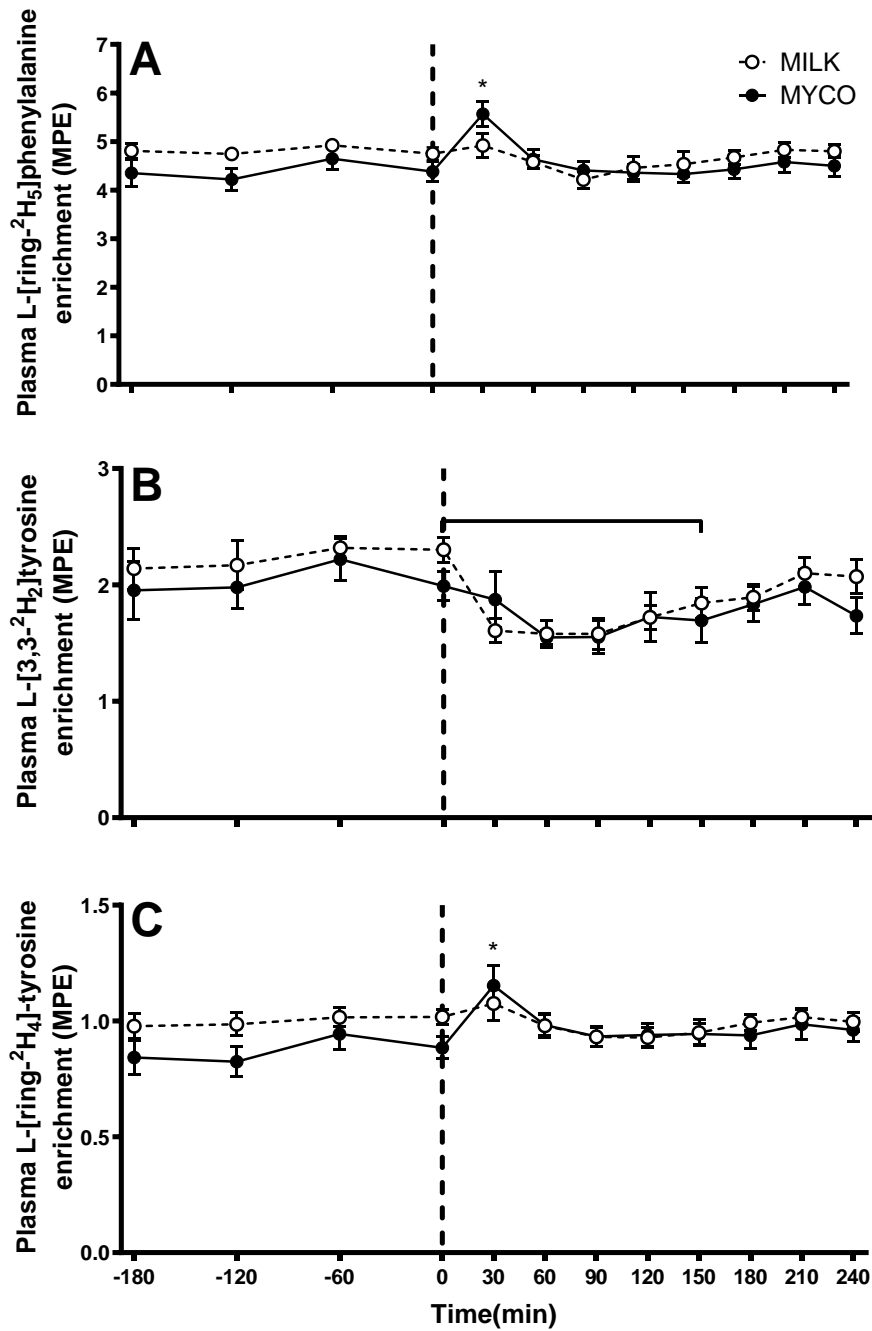 A
MILK
MYCO
*
7
6
5
4
3
2
1
0
Plasma L-[ring-²H₅]phenylalanine
enrichment (MPE)
B
3
2
1
0
Plasma L-[3,3-²H₂]tyrosine
enrichment (MPE)
C
*
1.5
1.0
0.5
0.0
Plasma L-[ring-²H₄]-tyrosine
enrichment (MPE)
-180 -120 -60 0 30 60 90 120 150 180 210 240
Time(min)